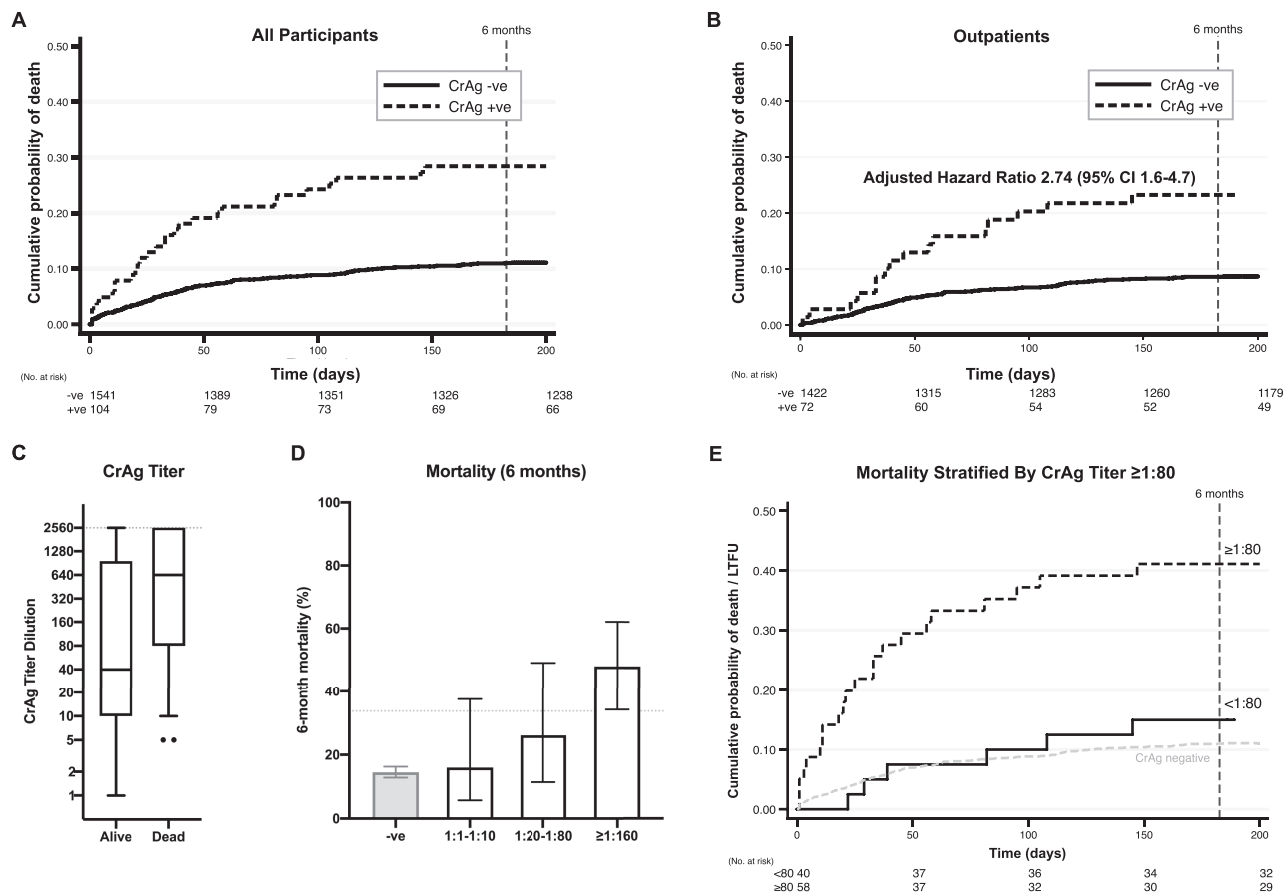 A
All Participants
6 months
Cumulative probability of death
0.50
0.40
0.30
0.20
0.10
0.00
CrAg -ve
CrAg +ve
0 50 100 150 200
Time (days)
(No. at risk)
-ve 1541 1389 1351 1326 1238
+ve 104 79 73 69 66
B
Outpatients
6 months
Cumulative probability of death
0.50
0.40
0.30
0.20
0.10
0.00
CrAg -ve
CrAg +ve
Adjusted Hazard Ratio 2.74 (95% CI 1.6-4.7)
0 50 100 150 200
Time (days)
(No. at risk)
-ve 1422 1315 1283 1260 1179
+ve 72 60 54 52 49
C
CrAg Titer
CrAg Titer Dilution
2560
1280
640
320
160
80
40
20
10
5
2
1
Alive Dead
D
Mortality (6 months)
6-month mortality (%)
100
80
60
40
20
0
-ve 1:1-1:10 1:20-1:80 ≥1:160
E
Mortality Stratified By CrAg Titer ≥1:80
6 months
Cumulative probability of death / LTFU
0.50
0.40
0.30
0.20
0.10
0.00
≥1:80
<1:80
CrAg negative
0 50 100 150 200
Time (days)
(No. at risk)
<80 40 37 36 34 32
≥80 58 37 32 30 29